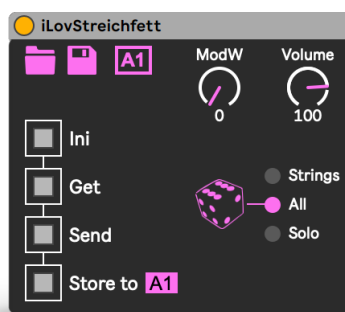 iLovStreichfett
A1 ModW Volume
0 100
Ini
Get
Send
Store to A1
Strings
All
Solo